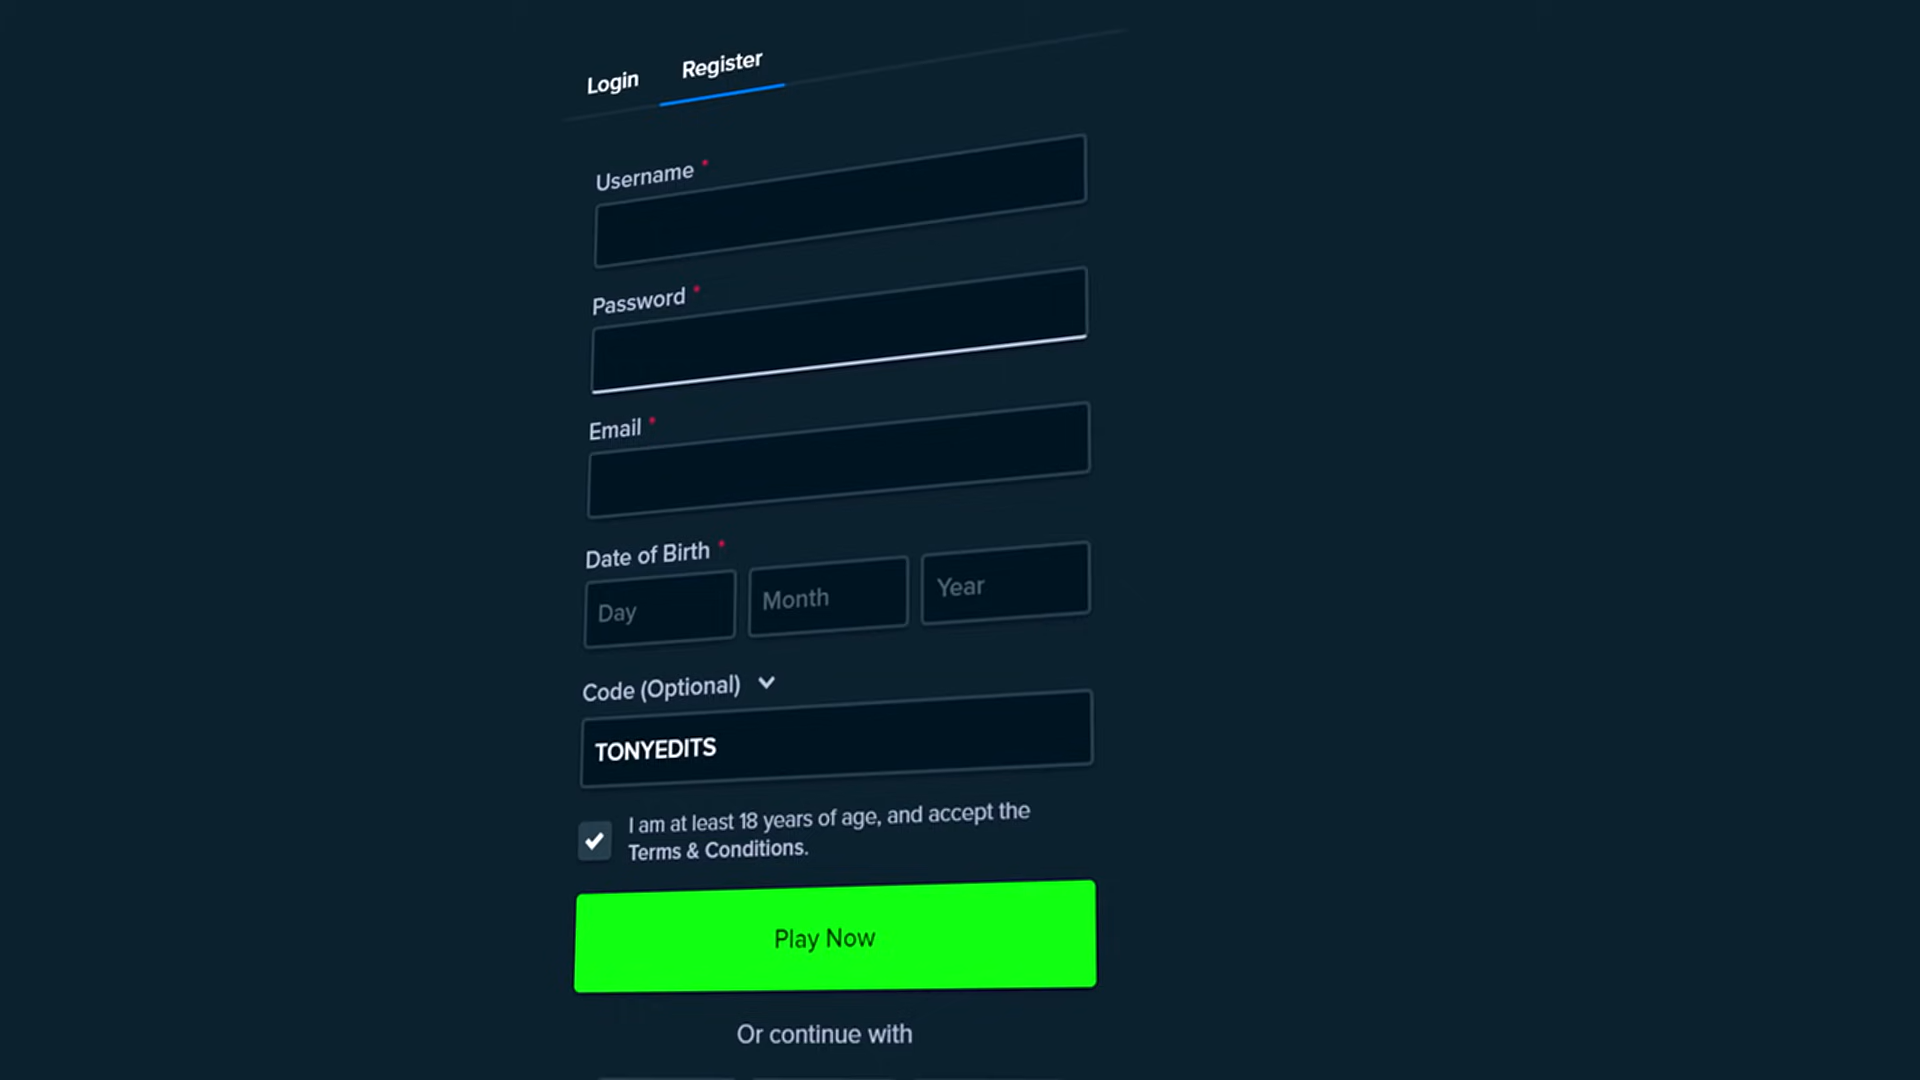 Login
Register
Username *
Password *
Email *
Date of Birth *
Day
Month
Year
Code (Optional)
TONYEDITS
I am at least 18 years of age, and accept the
Terms & Conditions.
Play Now
Or continue with